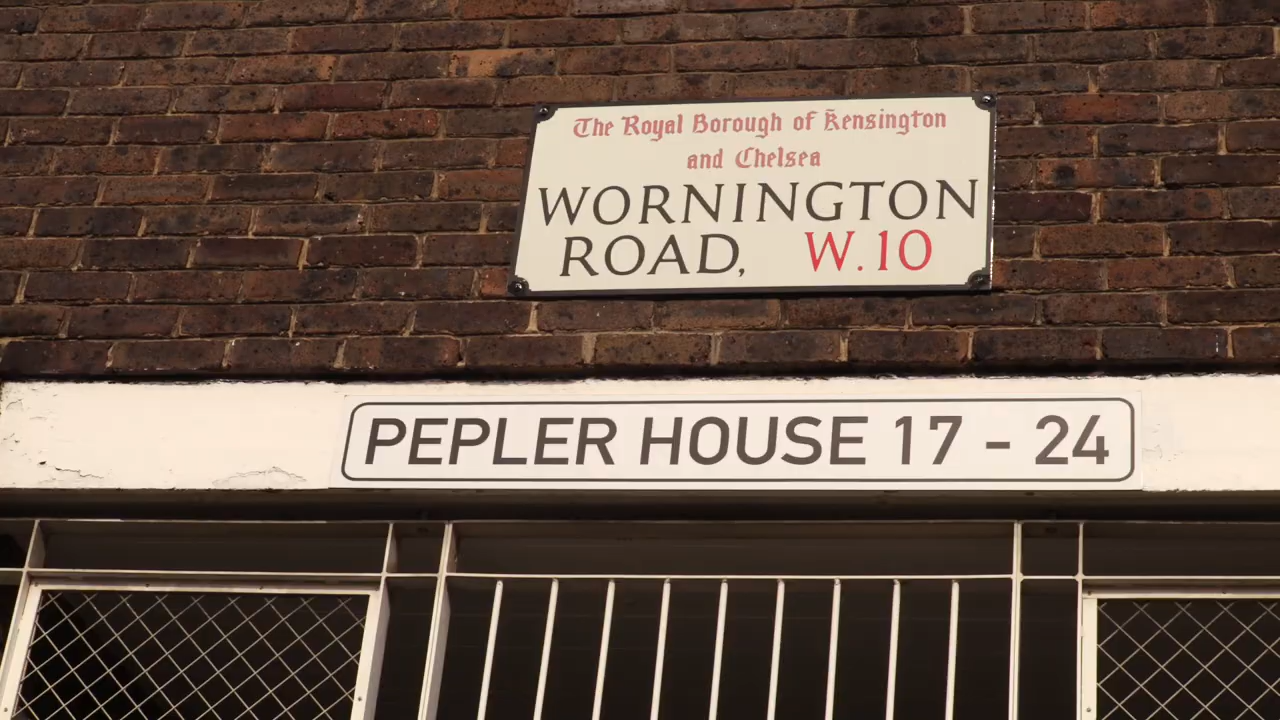 The Royal Borough of Kensington
and Chelsea
WORNINGTON
ROAD, W.10
PEPLER HOUSE 17 - 24